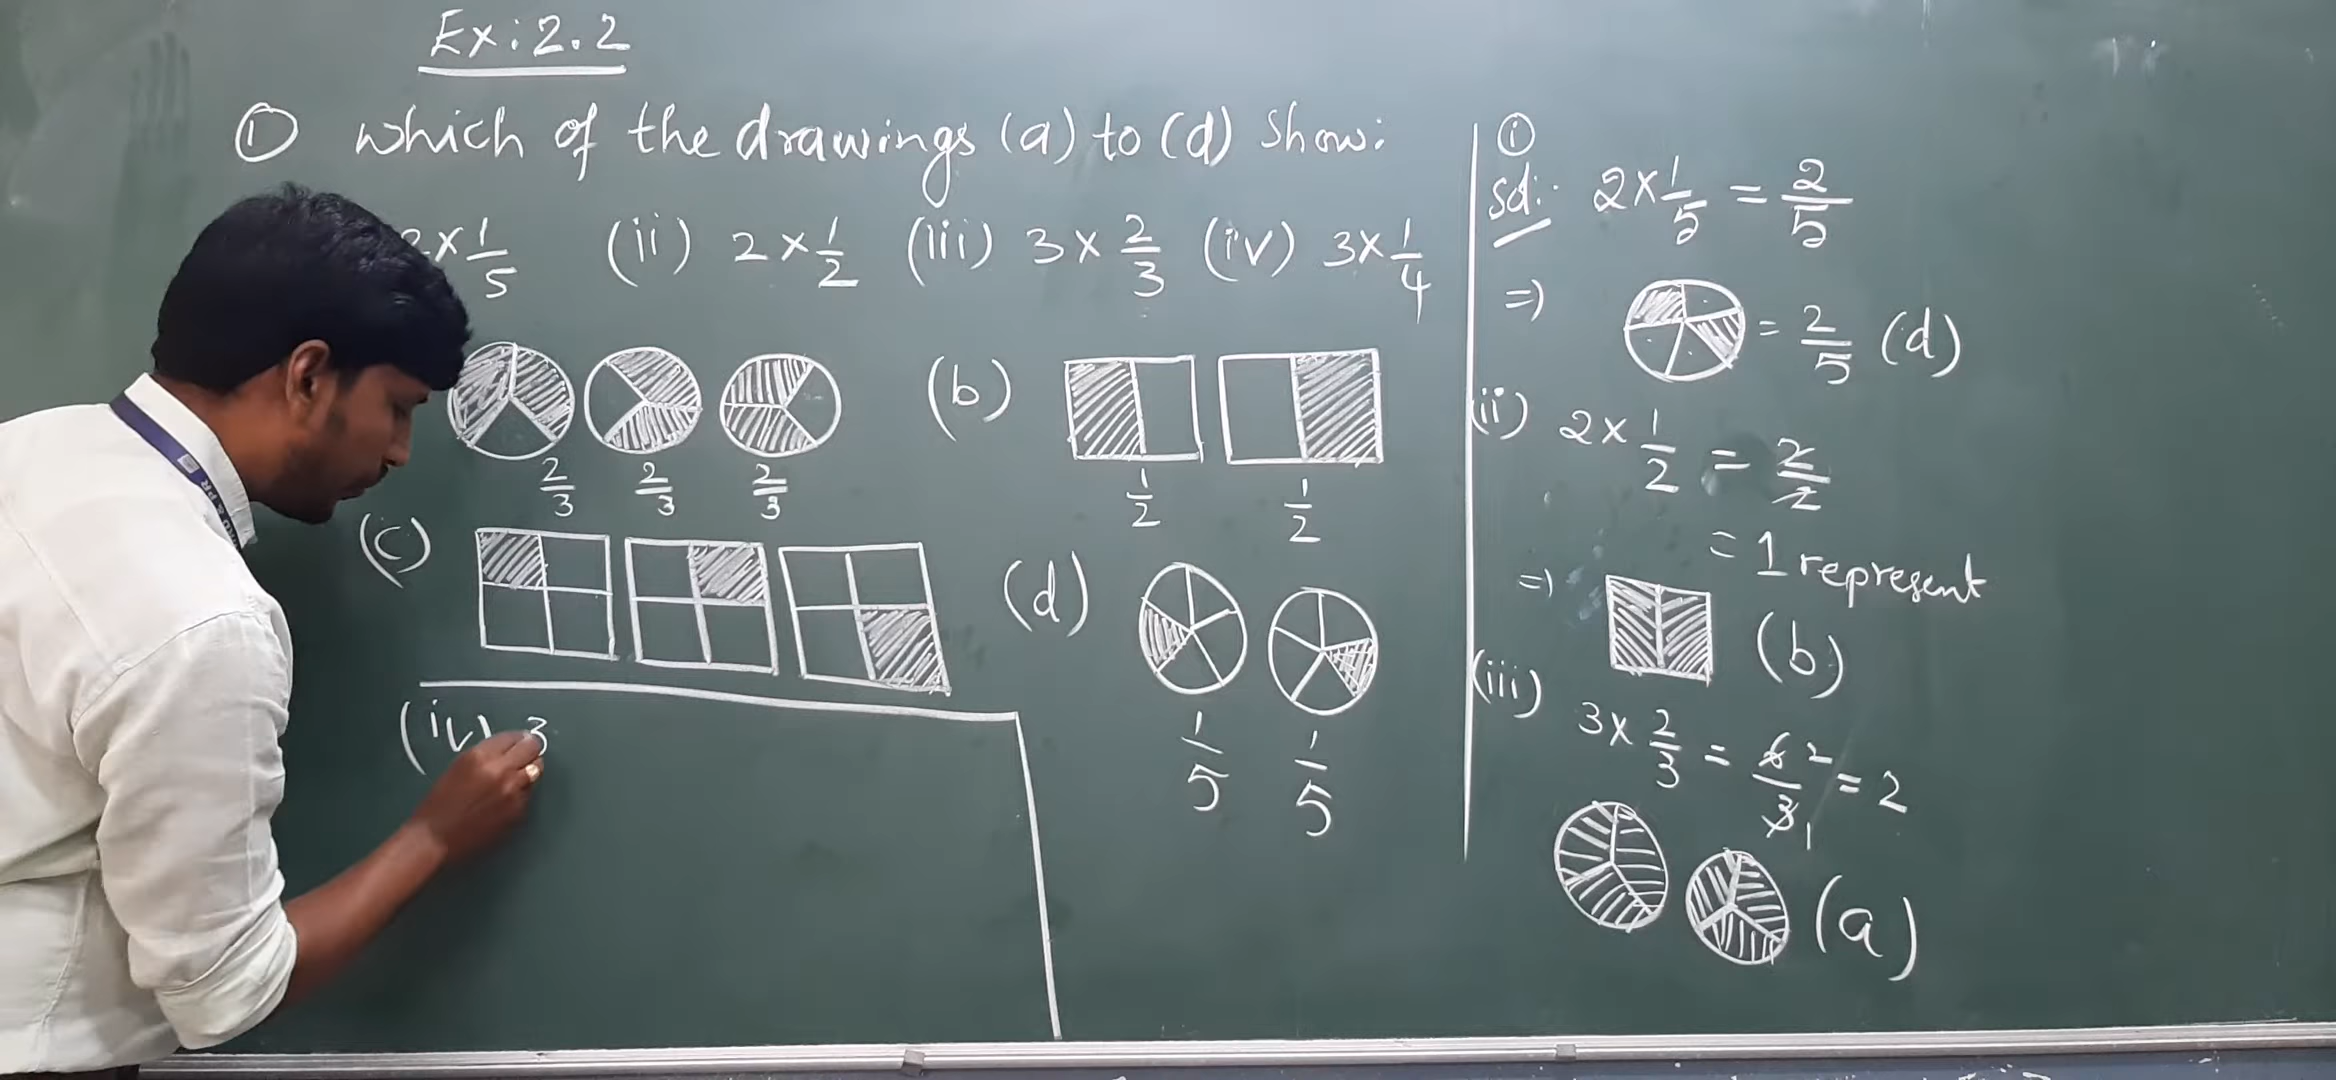 Ex: 2.2
① which of the drawings (a) to (d) Show:
2 × 1/5 (ii) 2 × 1/2 (iii) 3 × 2/3 (iv) 3 × 1/4
2/3 2/3 2/3
(b)
1/2 1/2
(c)
(d)
1/5 1/5
(iv) 3
①
Sol:
2 × 1/5 = 2/5
=> = 2/5 (d)
(ii) 2 × 1/2 = 2/2
= 1 represent
=> (b)
(iii) 3 × 2/3 = 6 2/3 1 = 2
(a)